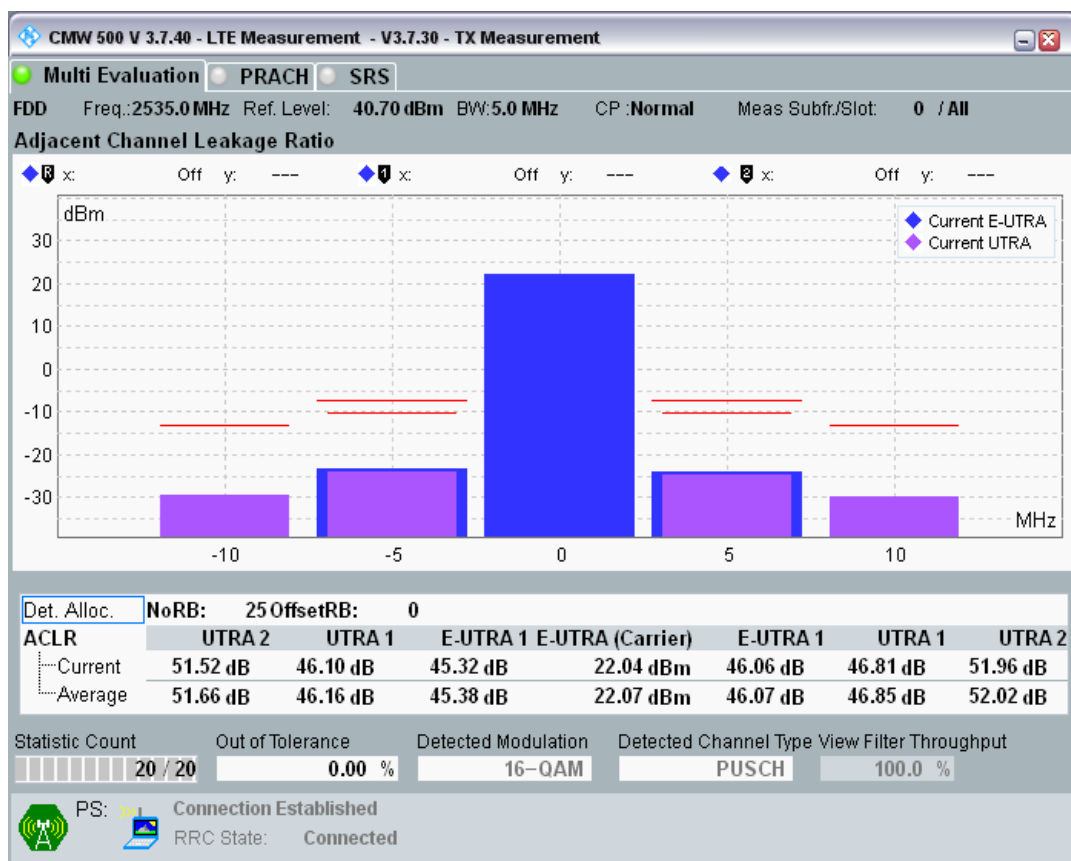 CMW 500 V 3.7.40 - LTE Measurement - V3.7.30 - TX Measurement
Multi Evaluation PRACH SRS
FDD Freq.:2535.0 MHz Ref. Level: 40.70 dBm BW:5.0 MHz CP :Normal Meas Subfr./Slot: 0 / All
Adjacent Channel Leakage Ratio
R x: Off y: --- 1 x: Off y: --- 2 x: Off y: ---
dBm
Current E-UTRA
Current UTRA
30
20
10
0
-10
-20
-30
MHz
-10 -5 0 5 10
Det. Alloc. NoRB: 25 OffsetRB: 0
ACLR UTRA 2 UTRA 1 E-UTRA 1 E-UTRA (Carrier) E-UTRA 1 UTRA 1 UTRA 2
Current 51.52 dB 46.10 dB 45.32 dB 22.04 dBm 46.06 dB 46.81 dB 51.96 dB
Average 51.66 dB 46.16 dB 45.38 dB 22.07 dBm 46.07 dB 46.85 dB 52.02 dB
Statistic Count Out of Tolerance Detected Modulation Detected Channel Type View Filter Throughput
20 / 20 0.00 % 16-QAM PUSCH 100.0 %
PS: Connection Established
RRC State: Connected